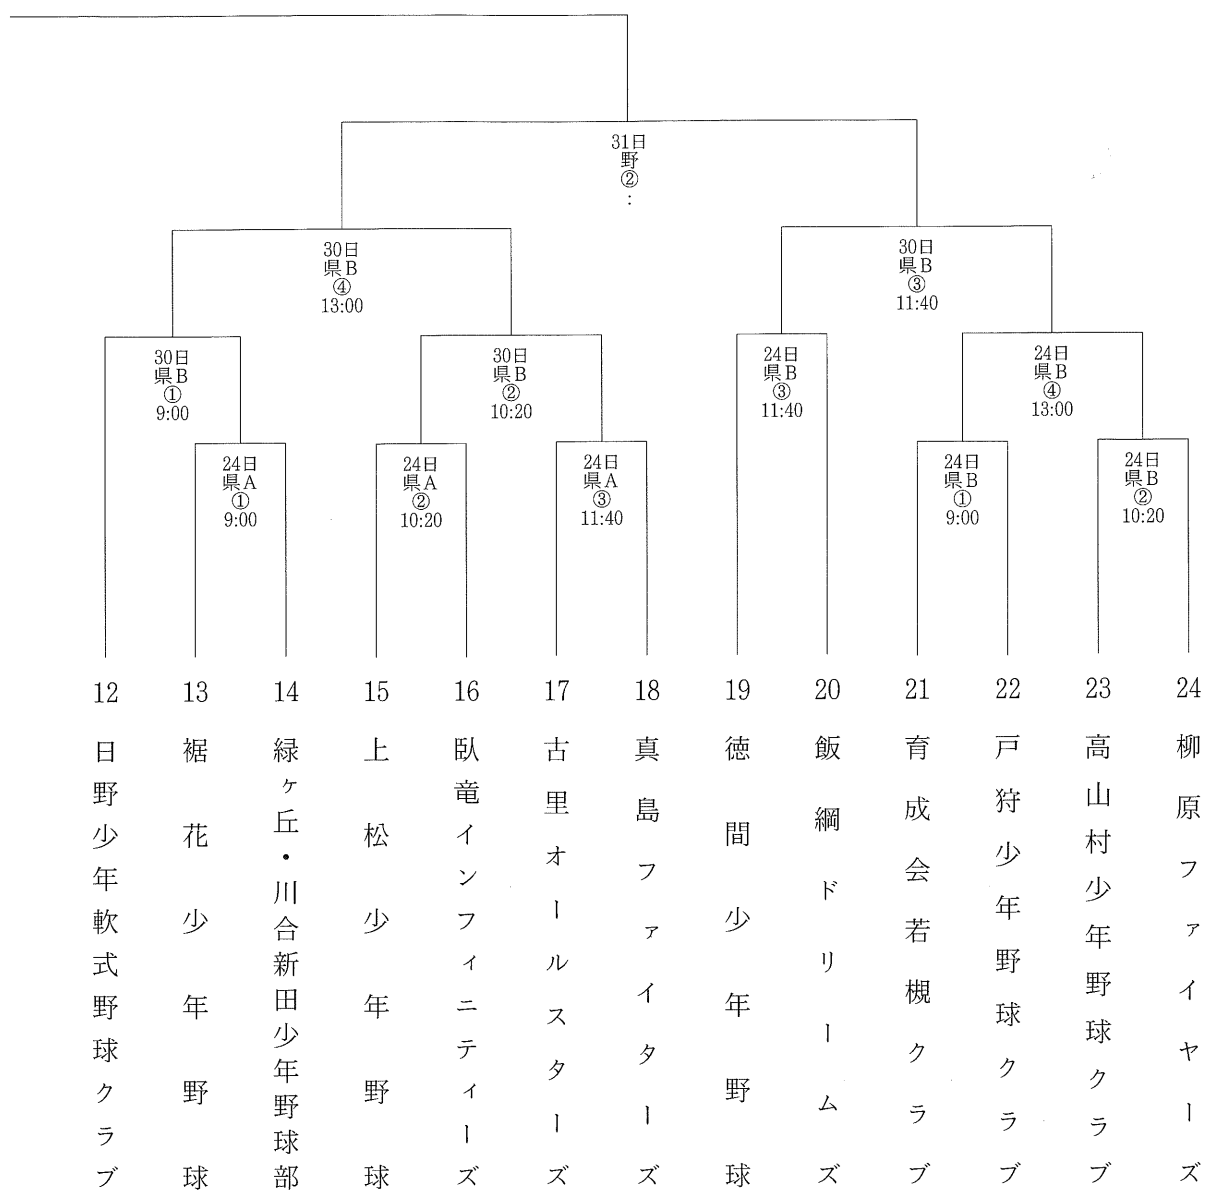 31日
野
②
:
30日
県B
④
13:00
30日
県B
③
11:40
30日
県B
①
9:00
30日
県B
②
10:20
24日
県B
③
11:40
24日
県B
④
13:00
24日
県A
①
9:00
24日
県A
②
10:20
24日
県A
③
11:40
24日
県B
①
9:00
24日
県B
②
10:20
12 日野少年軟式野球クラブ
13 裾花少年野球
14 緑ヶ丘・川合新田少年野球部
15 上松少年野球
16 臥竜インフィニティーズ
17 古里オールスターズ
18 真島ファイターズ
19 徳間少年野球
20 飯綱ドリームズ
21 育成会若槻クラブ
22 戸狩少年野球クラブ
23 高山村少年野球クラブ
24 柳原ファイヤーズ